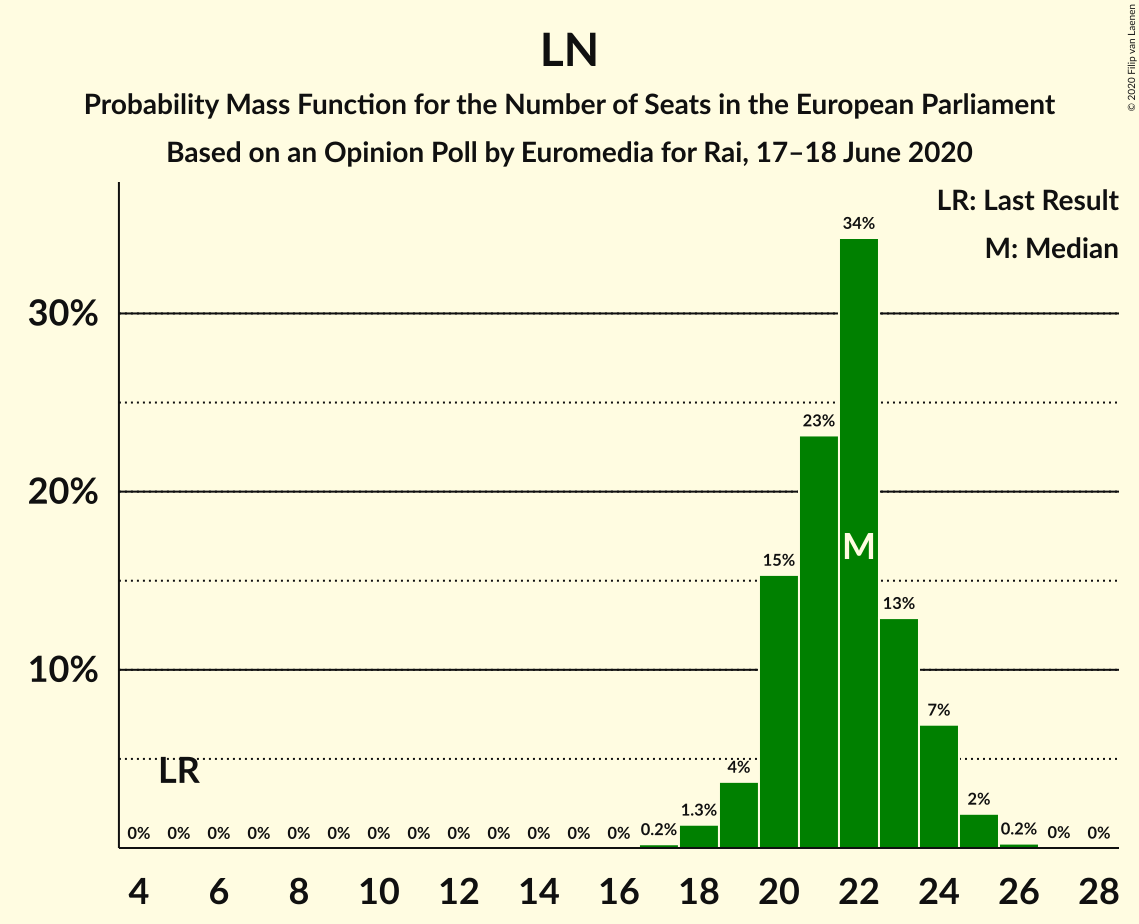 LN
Probability Mass Function for the Number of Seats in the European Parliament
Based on an Opinion Poll by Euromedia for Rai, 17–18 June 2020
© 2020 Filip van Laenen
LR: Last Result
M: Median
34%
30%
23%
20%
M
15%
13%
10%
7%
LR
4%
2%
1.3%
0% 0% 0% 0% 0% 0% 0% 0% 0% 0% 0% 0% 0% 0.2% 0.2% 0% 0%
4 6 8 10 12 14 16 18 20 22 24 26 28